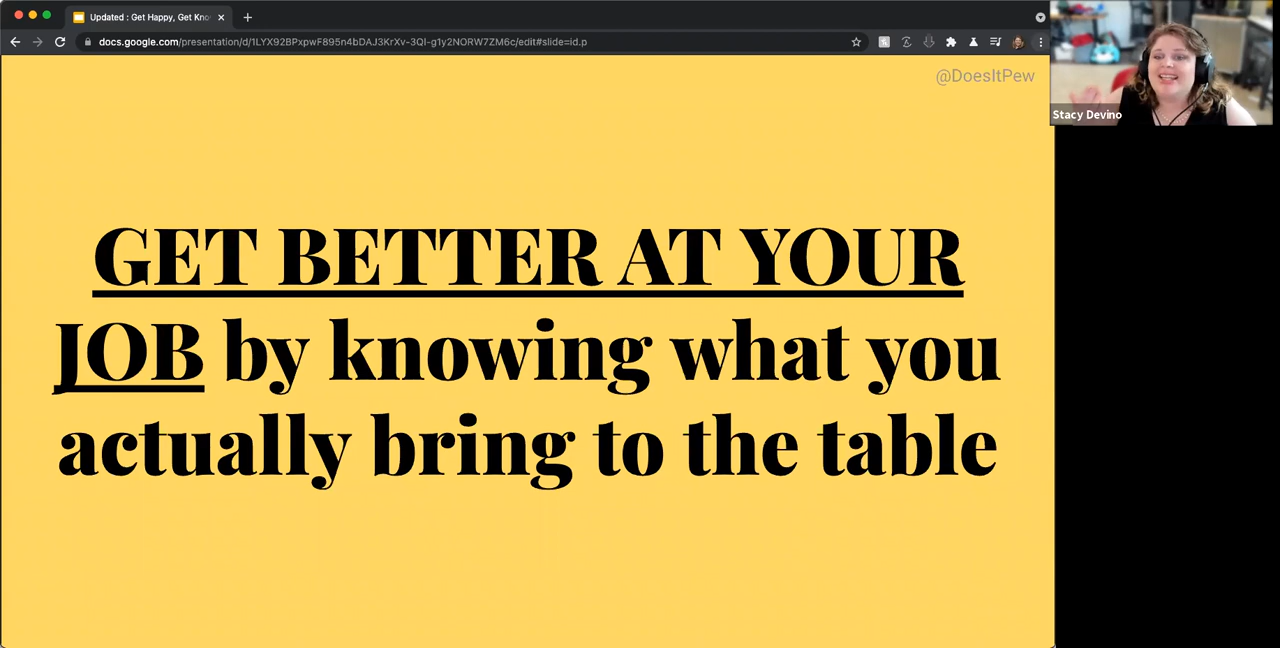 Updated : Get Happy, Get Kno
docs.google.com/presentation/d/1LYX92BPxpwF895n4bDAJ3KrXv-3Ql-g1y2NORW7ZM6c/edit#slide=id.p
@DoesItPew
Stacy Devino
GET BETTER AT YOUR
JOB by knowing what you
actually bring to the table